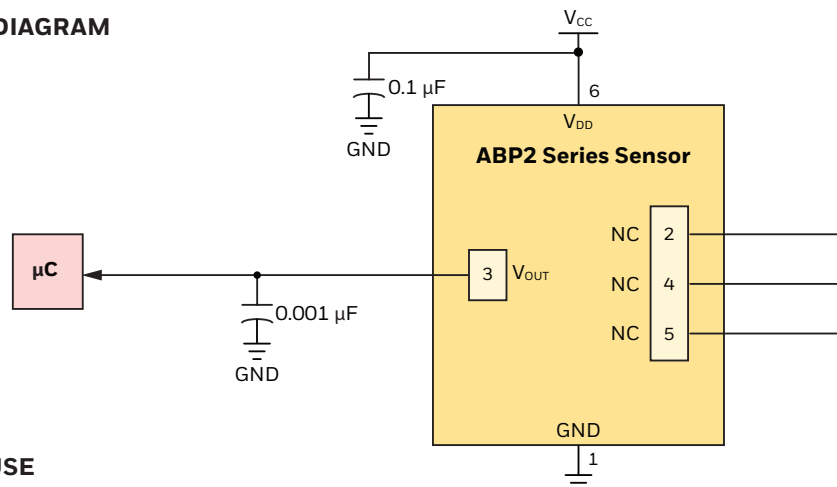 DIAGRAM
VCC
0.1 µF
GND
6
VDD
ABP2 Series Sensor
µC
3 VOUT
NC 2
NC 4
NC 5
0.001 µF
GND
GND
1
USE